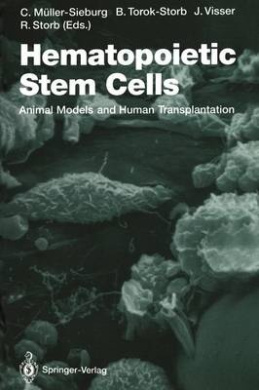 C. Müller-Sieburg B. Torok-Storb J. Visser
R. Storb (Eds.)
Hematopoietic
Stem Cells
Animal Models and Human Transplantation
Springer-Verlag